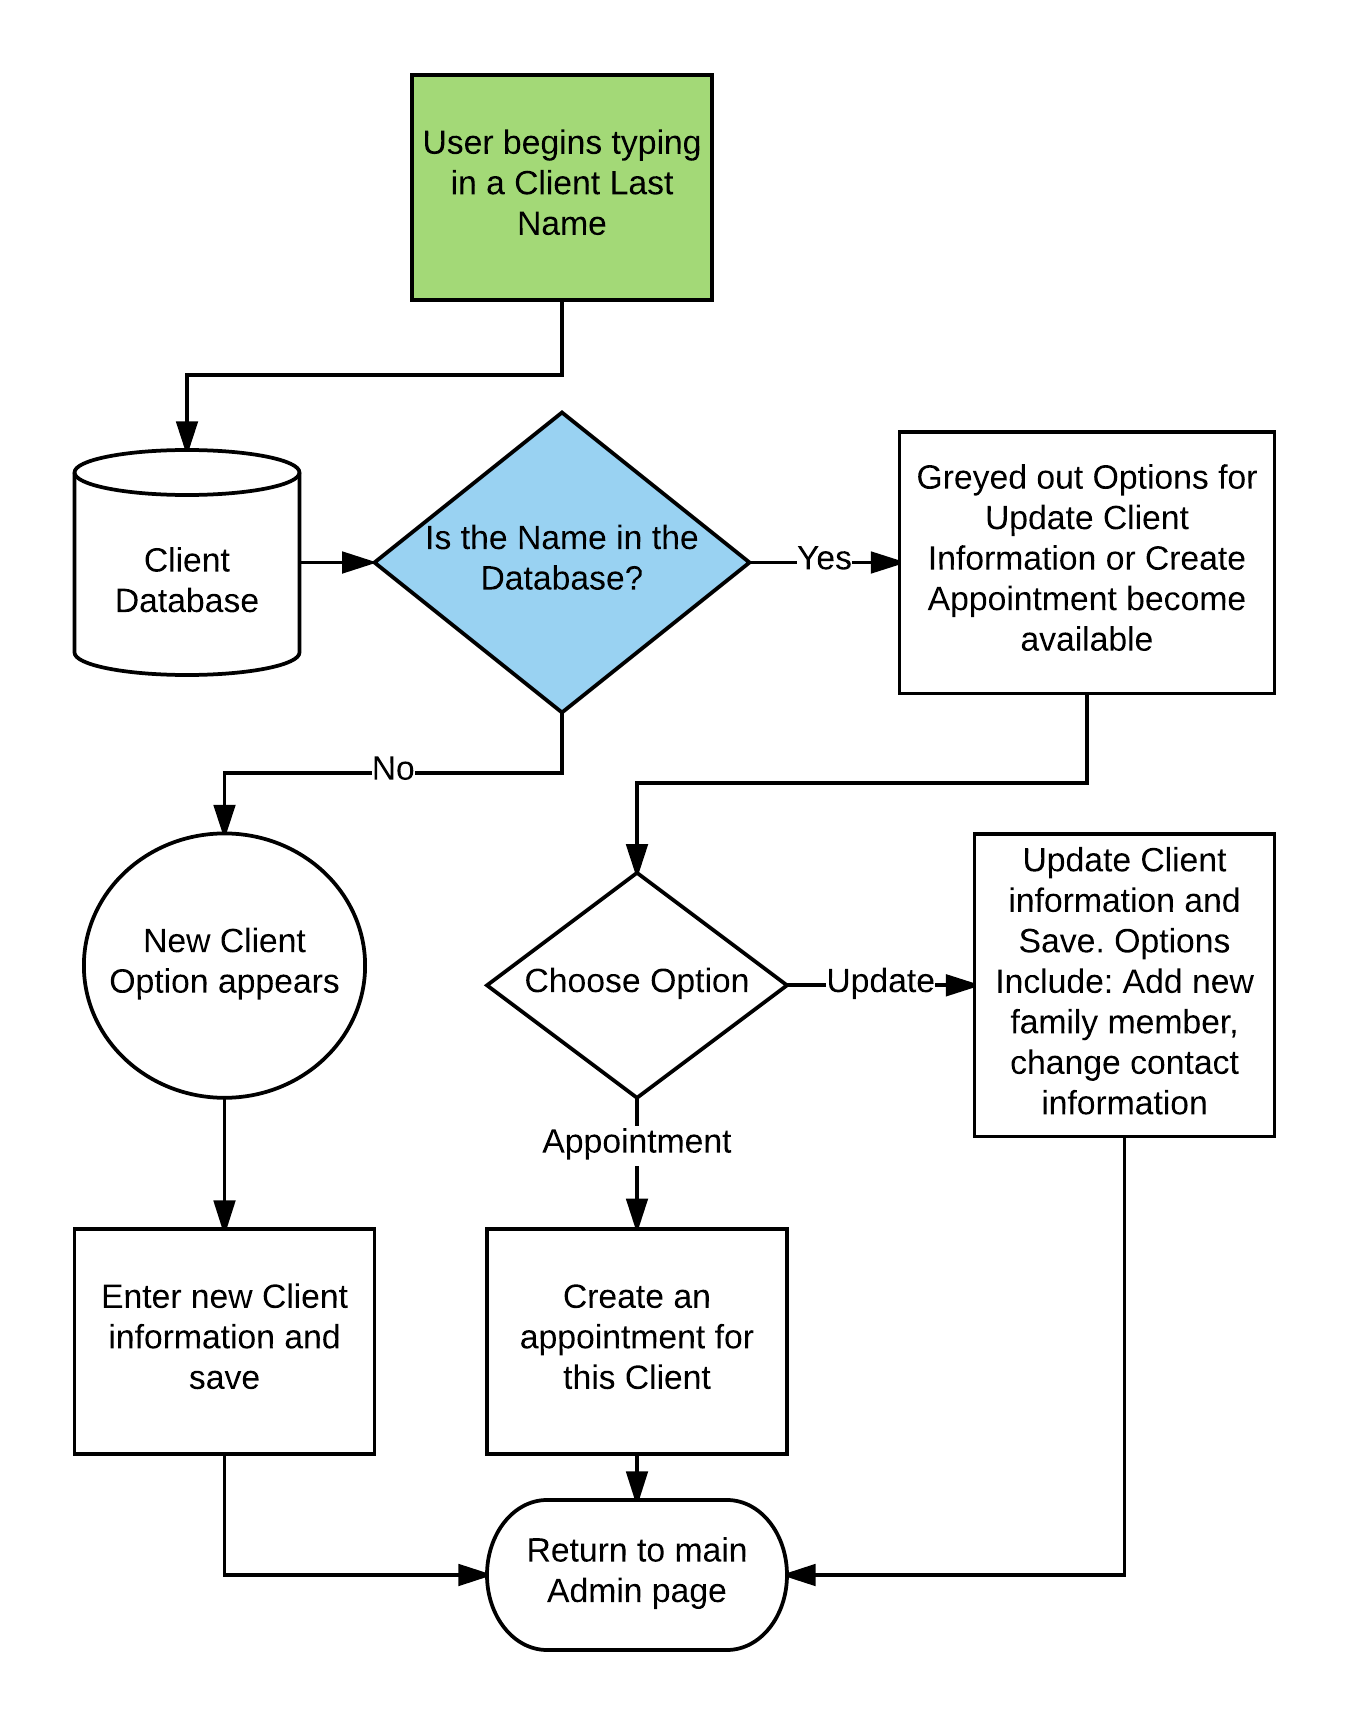 User begins typing
in a Client Last
Name
Client
Database
Is the Name in the
Database?
Yes
Greyed out Options for
Update Client
Information or Create
Appointment become
available
No
New Client
Option appears
Choose Option
Update
Update Client
information and
Save. Options
Include: Add new
family member,
change contact
information
Appointment
Enter new Client
information and
save
Create an
appointment for
this Client
Return to main
Admin page